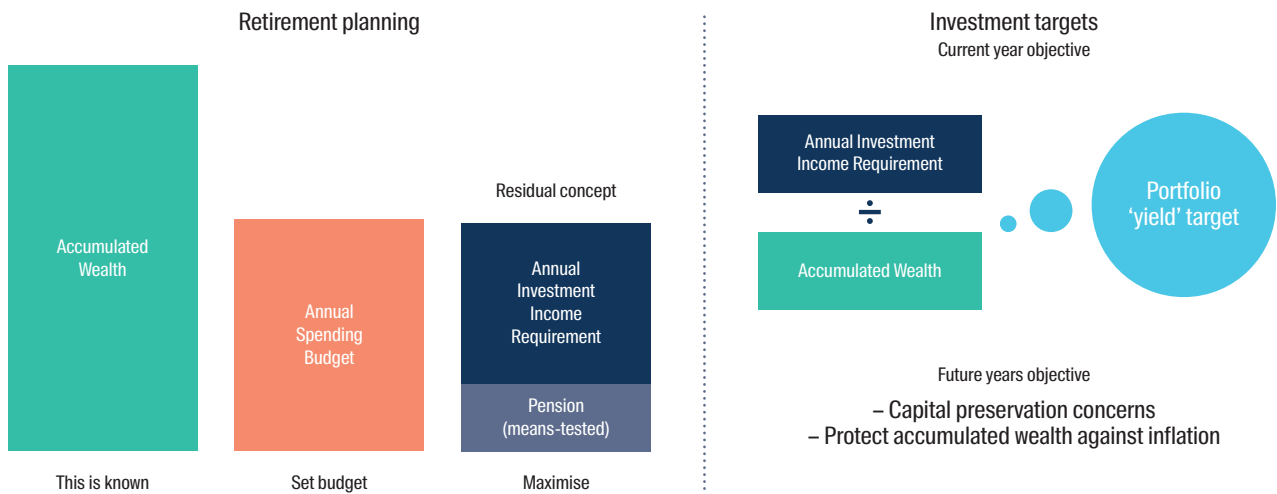 Retirement planning
Accumulated
Wealth
This is known
Annual
Spending
Budget
Set budget
Residual concept
Annual
Investment
Income
Requirement
Pension
(means-tested)
Maximise
Investment targets
Current year objective
Annual Investment
Income Requirement
÷
Accumulated Wealth
Portfolio
‘yield’ target
Future years objective
– Capital preservation concerns
– Protect accumulated wealth against inflation